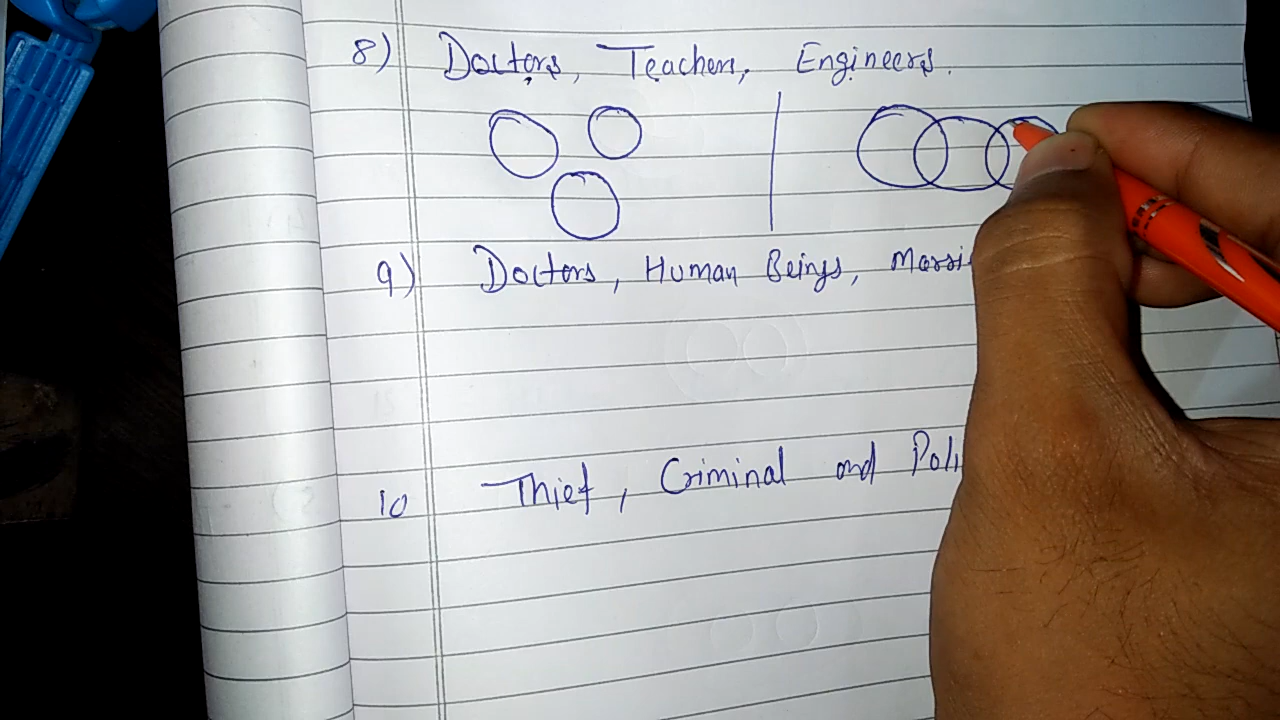 8) Doctors, Teachers, Engineers.
9) Doctors, Human Beings,
10 Thief, Criminal and